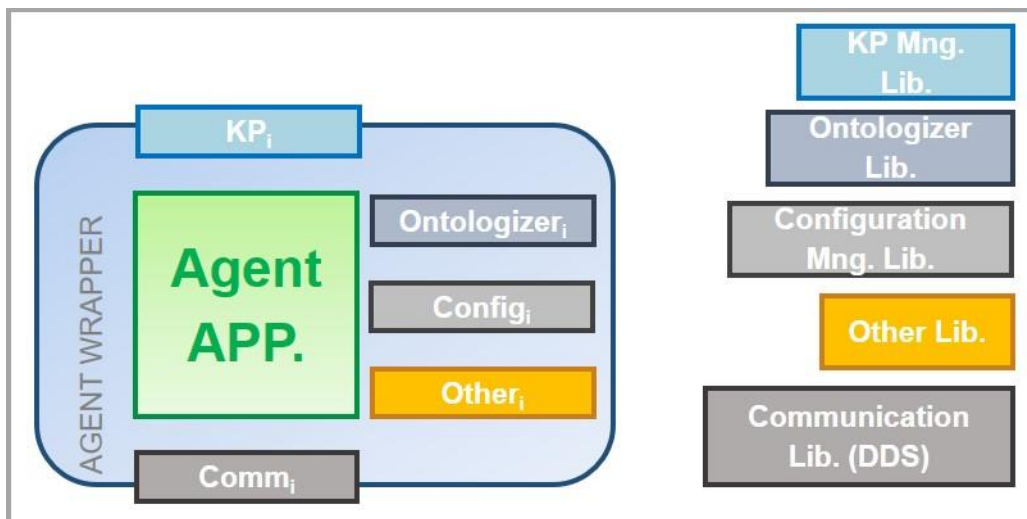 AGENT WRAPPER
KPᵢ
Agent
APP.
Ontologizerᵢ
Configᵢ
Otherᵢ
Commᵢ
KP Mng.
Lib.
Ontologizer
Lib.
Configuration
Mng. Lib.
Other Lib.
Communication
Lib. (DDS)